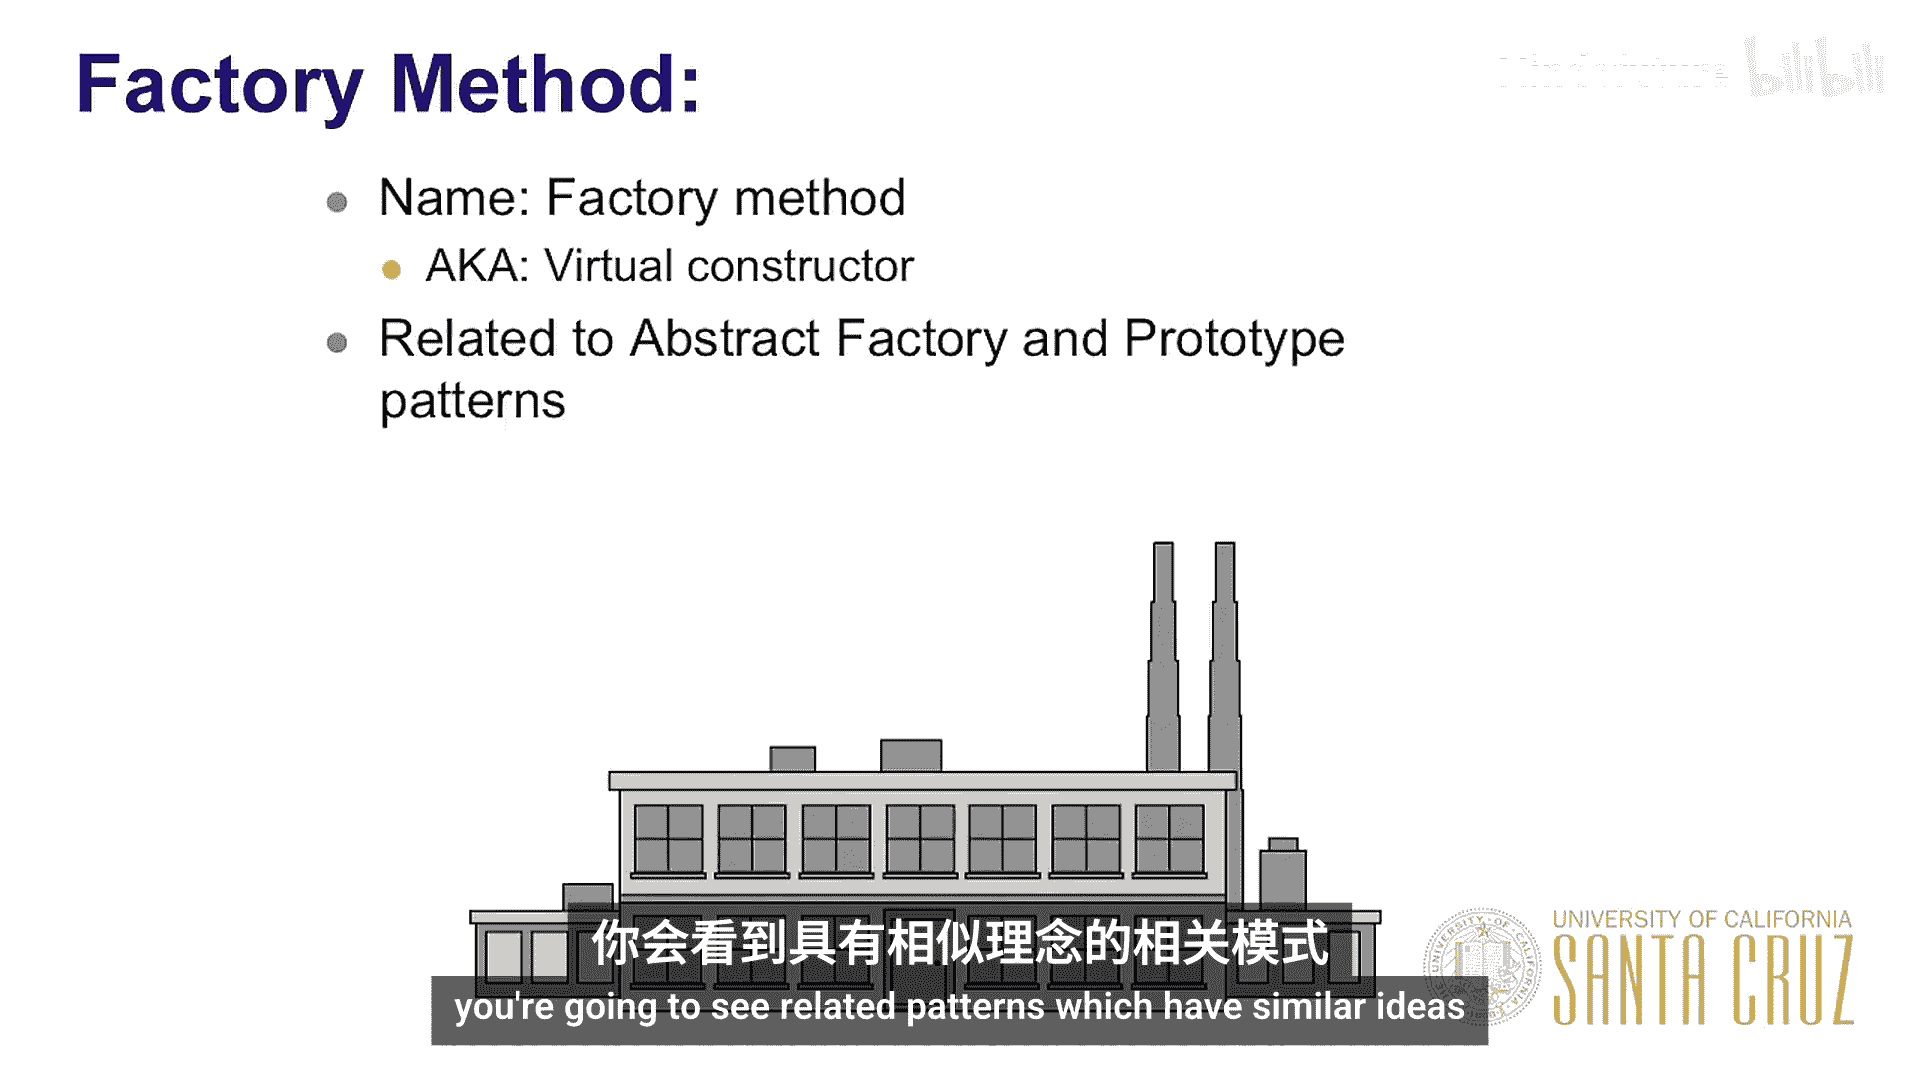 Factory Method:
bilibili
Name: Factory method
AKA: Virtual constructor
Related to Abstract Factory and Prototype
patterns
你会看到具有相似理念的相关模式
you're going to see related patterns which have similar ideas
UNIVERSITY OF CALIFORNIA
SANTA CRUZ